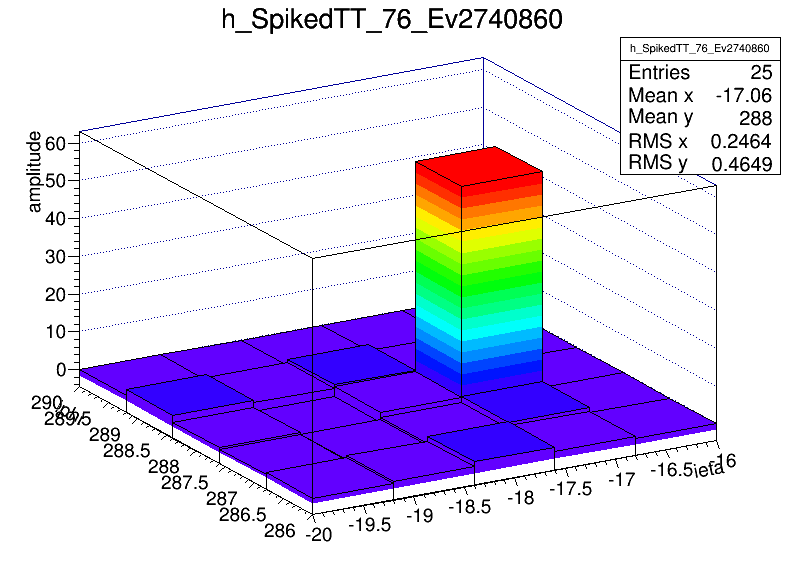 h_SpikedTT_76_Ev2740860
h_SpikedTT_76_Ev2740860
Entries 25
Mean x -17.06
Mean y 288
RMS x 0.2464
RMS y 0.4649
amplitude
60
50
40
30
20
10
0
290
289.5
289
288.5
288
287.5
287
286.5
286
-20
-19.5
-19
-18.5
-18
-17.5
-17
-16.5
-16
ieta